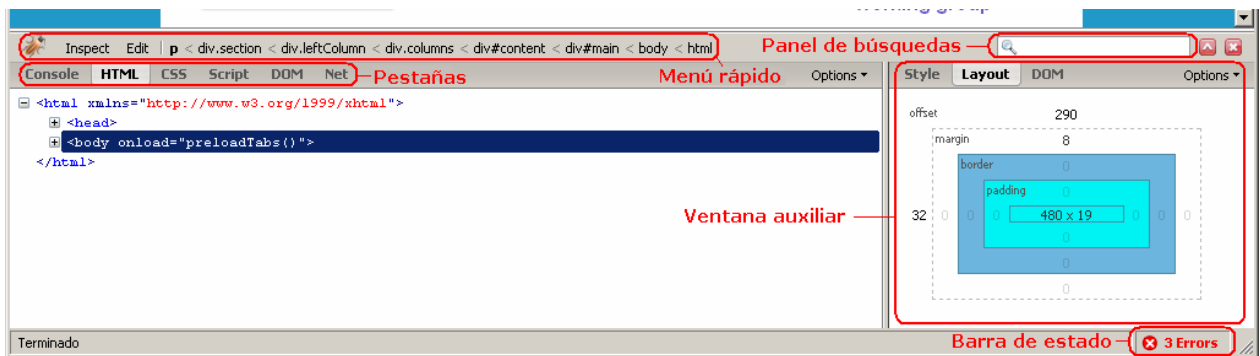 working group
Inspect Edit | p < div.section < div.leftColumn < div.columns < div#content < div#main < body < html
Panel de búsquedas
Console HTML CSS Script DOM Net
Pestañas
Menú rápido
Options
Style Layout DOM Options
<html xmlns="http://www.w3.org/1999/xhtml">
<head>
<body onload="preloadTabs()">
</html>
Ventana auxiliar
offset 290
margin 8
border 0
padding 0
32 0 0 0 480 x 19 0 0 0
0
0
0
Terminado
Barra de estado
3 Errors